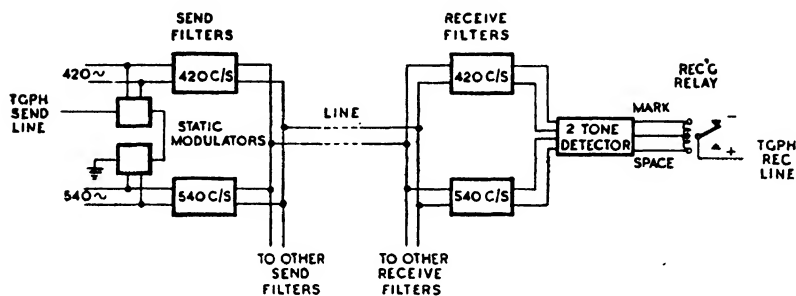 SEND
FILTERS
RECEIVE
FILTERS
420~
420 C/S
420 C/S
REC'G
RELAY
TGPH
SEND
LINE
STATIC
MODULATORS
LINE
MARK
2 TONE
DETECTOR
SPACE
−
+
TGPH
REC
LINE
540~
540 C/S
540 C/S
TO OTHER
SEND
FILTERS
TO OTHER
RECEIVE
FILTERS